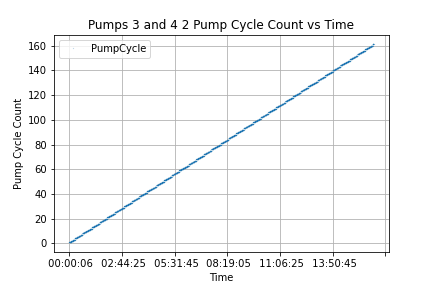 Pumps 3 and 4 2 Pump Cycle Count vs Time
PumpCycle
160
140
120
100
80
60
40
20
0
Pump Cycle Count
00:00:06 02:44:25 05:31:45 08:19:05 11:06:25 13:50:45
Time